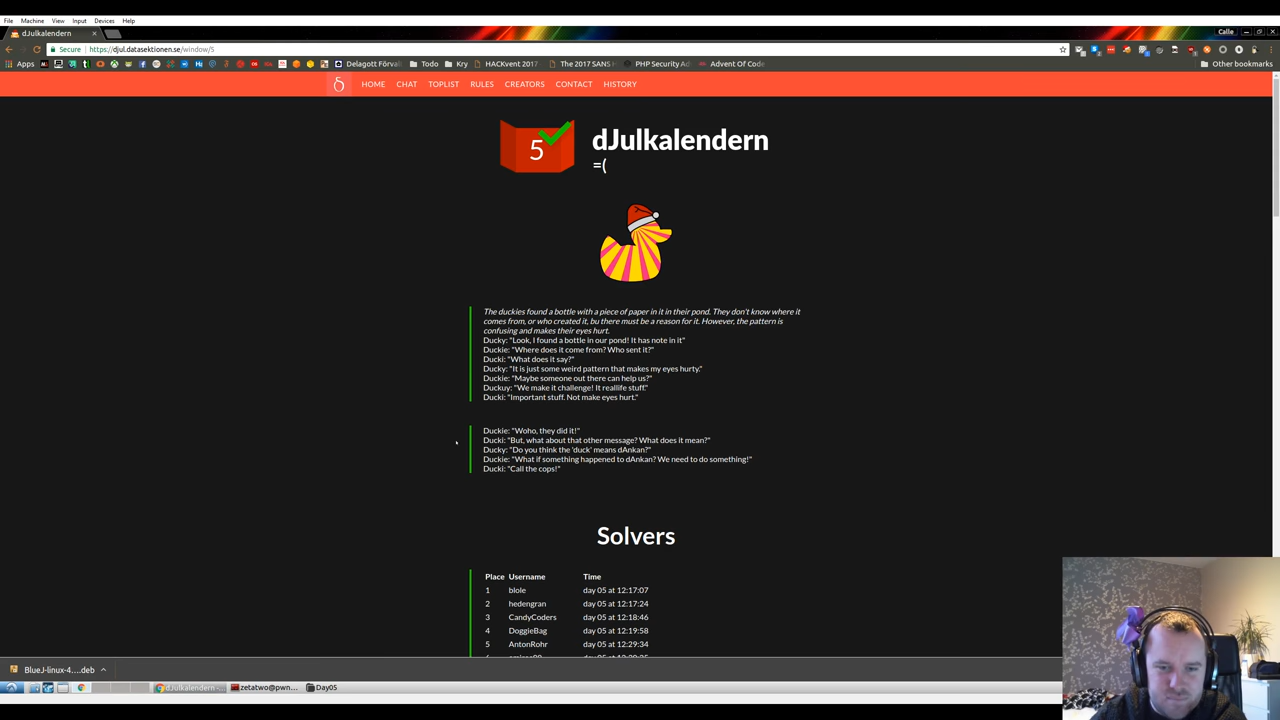 File Machine View Input Devices Help
dJulkalendern
Calle
Secure https://djul.datasektionen.se/window/5
Apps Delagott Förval Todo Kry HACKvent 2017 The 2017 SANS PHP Security Ad Advent Of Code Other bookmarks
HOME CHAT TOPLIST RULES CREATORS CONTACT HISTORY
5
dJulkalendern
=(
The duckies found a bottle with a piece of paper in it in their pond. They don't know where it
comes from, or who created it, bu there must be a reason for it. However, the pattern is
confusing and makes their eyes hurt.
Ducky: "Look, I found a bottle in our pond! It has note in it"
Duckie: "Where does it come from? Who sent it?"
Ducki: "What does it say?"
Ducky: "It is just some weird pattern that makes my eyes hurty."
Duckie: "Maybe someone out there can help us?"
Duckuy: "We make it challenge! It reallife stuff."
Ducki: "Important stuff. Not make eyes hurt."
Duckie: "Woho, they did it!"
Ducki: "But, what about that other message? What does it mean?"
Ducky: "Do you think the 'duck' means dAnkan?"
Duckie: "What if something happened to dAnkan? We need to do something!"
Ducki: "Call the cops!"
Solvers
Place Username Time
1 blole day 05 at 12:17:07
2 hedengran day 05 at 12:17:24
3 CandyCoders day 05 at 12:18:46
4 DoggieBag day 05 at 12:19:58
5 AntonRohr day 05 at 12:29:34
BlueJ-linux-4....deb
dJulkalendern -... zetatwo@pwn... Day05